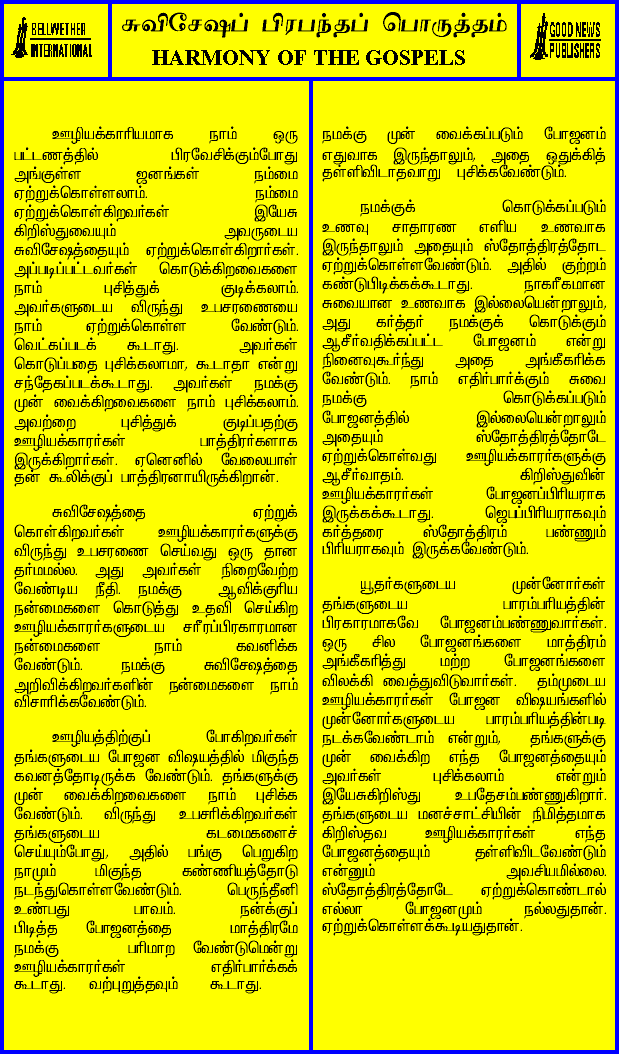 BELLWETHER
INTERNATIONAL
சுவிசேஷப் பிரபந்தப் பொருத்தம்
HARMONY OF THE GOSPELS
GOOD NEWS
PUBLISHERS
ஊழியக்காரியமாக நாம் ஒரு
பட்டணத்தில் பிரவேசிக்கும்போது
அங்குள்ள ஜனங்கள் நம்மை
ஏற்றுக்கொள்ளலாம். நம்மை
ஏற்றுக்கொள்கிறவர்கள் இயேசு
கிறிஸ்துவையும் அவருடைய
சுவிசேஷத்தையும் ஏற்றுக்கொள்கிறார்கள்.
அப்படிப்பட்டவர்கள் கொடுக்கிறவைகளை
நாம் புசித்துக் குடிக்கலாம்.
அவர்களுடைய விருந்து உபசரணையை
நாம் ஏற்றுக்கொள்ள வேண்டும்.
வெட்கப்படக் கூடாது. அவர்கள்
கொடுப்பதை புசிக்கலாமா, கூடாதா என்று
சந்தேகப்படக்கூடாது. அவர்கள் நமக்கு
முன் வைக்கிறவைகளை நாம் புசிக்கலாம்.
அவற்றை புசித்துக் குடிப்பதற்கு
ஊழியக்காரர்கள் பாத்திரர்களாக
இருக்கிறார்கள். ஏனெனில் வேலையாள்
தன் கூலிக்குப் பாத்திரனாயிருக்கிறான்.
சுவிசேஷத்தை ஏற்றுக்
கொள்கிறவர்கள் ஊழியக்காரர்களுக்கு
விருந்து உபசரணை செய்வது ஒரு தான
தர்மமல்ல. அது அவர்கள் நிறைவேற்ற
வேண்டிய நீதி. நமக்கு ஆவிக்குரிய
நன்மைகளை கொடுத்து உதவி செய்கிற
ஊழியக்காரர்களுடைய சரீரப்பிரகாரமான
நன்மைகளை நாம் கவனிக்க
வேண்டும். நமக்கு சுவிசேஷத்தை
அறிவிக்கிறவர்களின் நன்மைகளை நாம்
விசாரிக்கவேண்டும்.
ஊழியத்திற்குப் போகிறவர்கள்
தங்களுடைய போஜன விஷயத்தில் மிகுந்த
கவனத்தோடிருக்க வேண்டும். தங்களுக்கு
முன் வைக்கிறவைகளை நாம் புசிக்க
வேண்டும். விருந்து உபசரிக்கிறவர்கள்
தங்களுடைய கடமைகளைச்
செய்யும்போது, அதில் பங்கு பெறுகிற
நாமும் மிகுந்த கண்ணியத்தோடு
நடந்துகொள்ளவேண்டும். பெருந்தீனி
உண்பது பாவம். நனக்குப்
பிடித்த போஜனத்தை மாத்திரமே
நமக்கு பரிமாற வேண்டுமென்று
ஊழியக்காரர்கள் எதிர்பார்க்கக்
கூடாது. வற்புறுத்தவும் கூடாது.
நமக்கு முன் வைக்கப்படும் போஜனம்
எதுவாக இருந்தாலும், அதை ஒதுக்கித்
தள்ளிவிடாதவாறு புசிக்கவேண்டும்.
நமக்குக் கொடுக்கப்படும்
உணவு சாதாரண எளிய உணவாக
இருந்தாலும் அதையும் ஸ்தோத்திரத்தோட
ஏற்றுக்கொள்ளவேண்டும். அதில் குற்றம்
கண்டுபிடிக்கக்கூடாது. நாகரீகமான
சுவையான உணவாக இல்லையென்றாலும்,
அது கர்த்தர் நமக்குக் கொடுக்கும்
ஆசீர்வதிக்கப்பட்ட போஜனம் என்று
நினைவுகூர்ந்து அதை அங்கீகரிக்க
வேண்டும். நாம் எதிர்பார்க்கும் சுவை
நமக்கு கொடுக்கப்படும்
போஜனத்தில் இல்லையென்றாலும்
அதையும் ஸ்தோத்திரத்தோடே
ஏற்றுக்கொள்வது ஊழியக்காரர்களுக்கு
ஆசீர்வாதம். கிறிஸ்துவின்
ஊழியக்காரர்கள் போஜனப்பிரியராக
இருக்கக்கூடாது. ஜெபப்பிரியராகவும்
கர்த்தரை ஸ்தோத்திரம் பண்ணும்
பிரியராகவும் இருக்கவேண்டும்.
யூதர்களுடைய முன்னோர்கள்
தங்களுடைய பாரம்பரியத்தின்
பிரகாரமாகவே போஜனம்பண்ணுவார்கள்.
ஒரு சில போஜனங்களை மாத்திரம்
அங்கீகரித்து மற்ற போஜனங்களை
விலக்கி வைத்துவிடுவார்கள். தம்முடைய
ஊழியக்காரர்கள் போஜன விஷயங்களில்
முன்னோர்களுடைய பாரம்பரியத்தின்படி
நடக்கவேண்டாம் என்றும், தங்களுக்கு
முன் வைக்கிற எந்த போஜனத்தையும்
அவர்கள் புசிக்கலாம் என்றும்
இயேசுகிறிஸ்து உபதேசம்பண்ணுகிறார்.
தங்களுடைய மனச்சாட்சியின் நிமித்தமாக
கிறிஸ்தவ ஊழியக்காரர்கள் எந்த
போஜனத்தையும் தள்ளிவிடவேண்டும்
என்னும் அவசியமில்லை.
ஸ்தோத்திரத்தோடே ஏற்றுக்கொண்டால்
எல்லா போஜனமும் நல்லதுதான்.
ஏற்றுக்கொள்ளக்கூடியதுதான்.